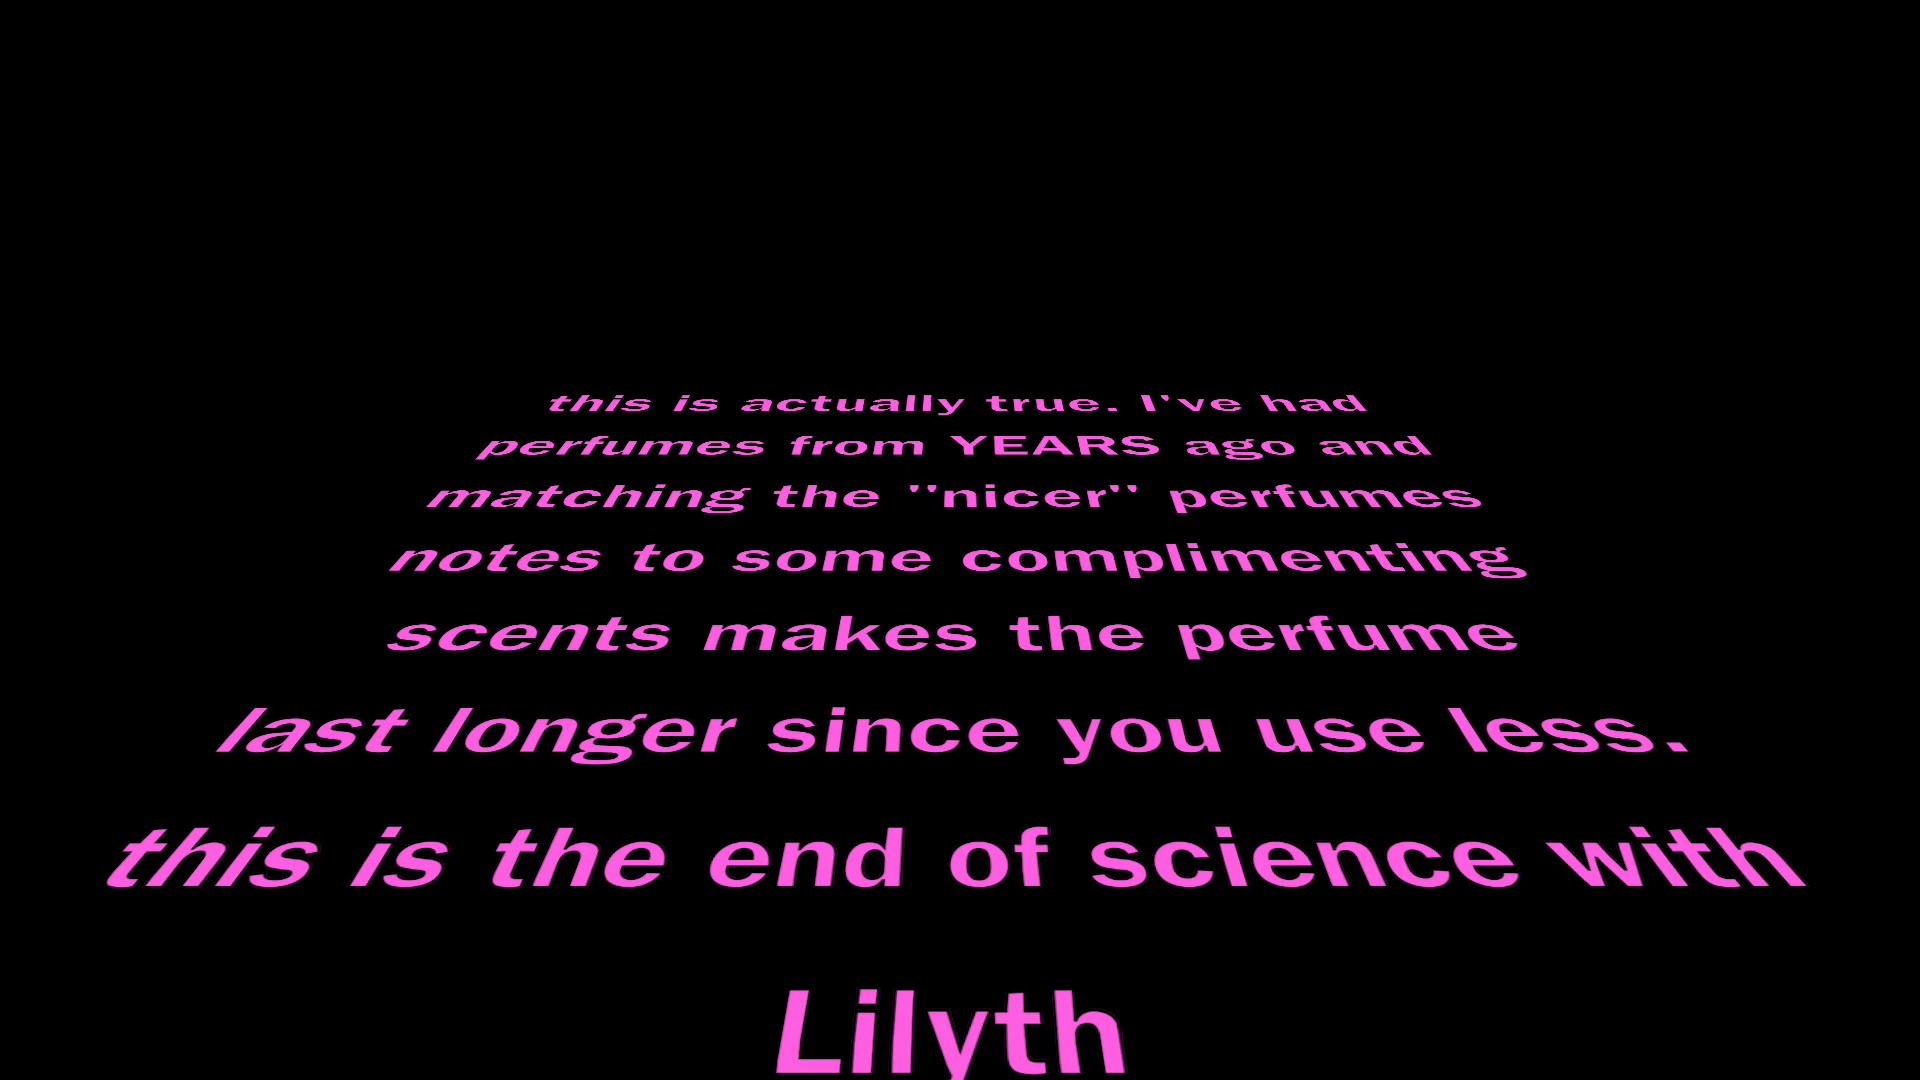 this is actually true. I've had
perfumes from YEARS ago and
matching the "nicer" perfumes
notes to some complimenting
scents makes the perfume
last longer since you use less.
this is the end of science with
Lilyth